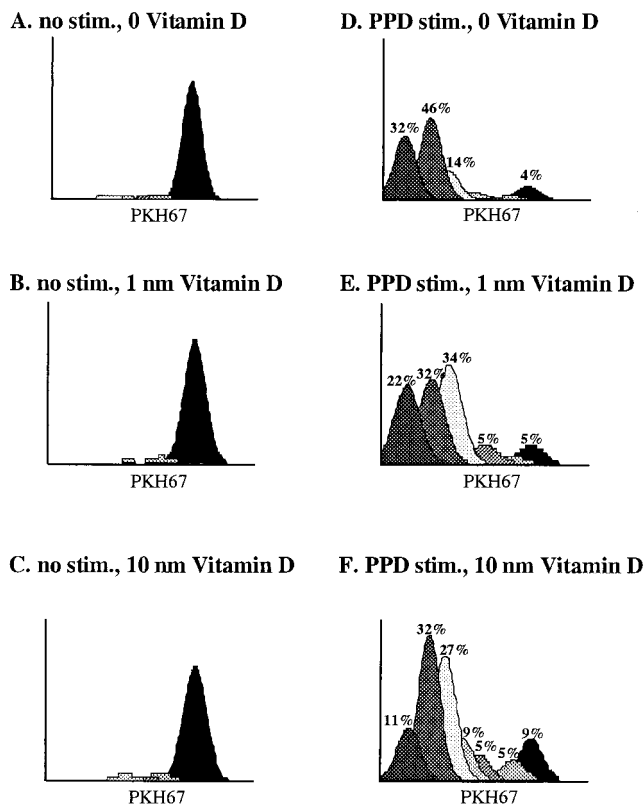 A. no stim., 0 Vitamin D
PKH67
D. PPD stim., 0 Vitamin D
32%
46%
14%
4%
PKH67
B. no stim., 1 nm Vitamin D
PKH67
E. PPD stim., 1 nm Vitamin D
22%
32%
34%
5%
5%
PKH67
C. no stim., 10 nm Vitamin D
PKH67
F. PPD stim., 10 nm Vitamin D
11%
32%
27%
9%
5%
5%
9%
PKH67